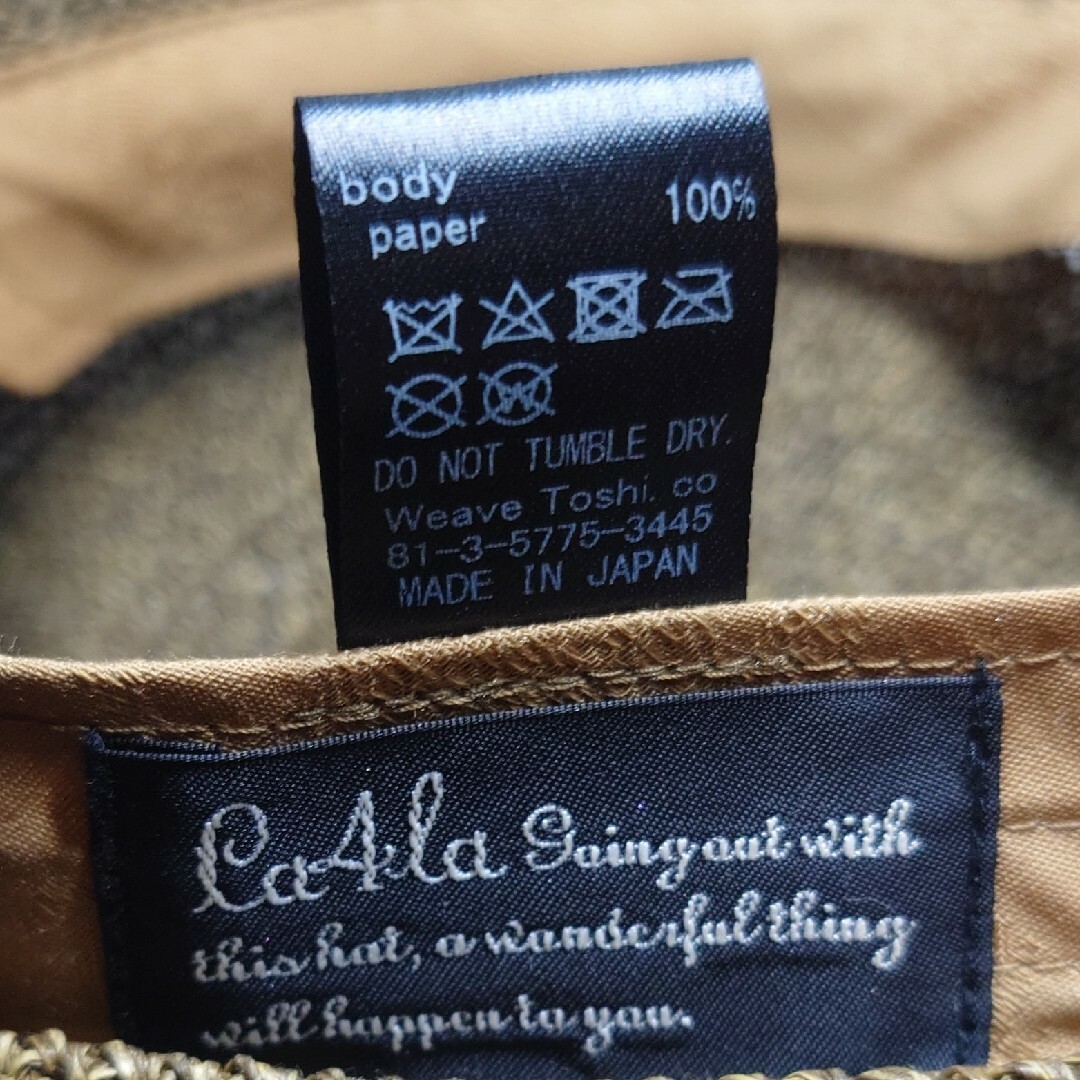 body
paper 100%
W
DO NOT TUMBLE DRY.
Weave Toshi. co
81-3-5775-3445
MADE IN JAPAN
Ca4la Going out with
this hat, a wonderful thing
will happen to you.